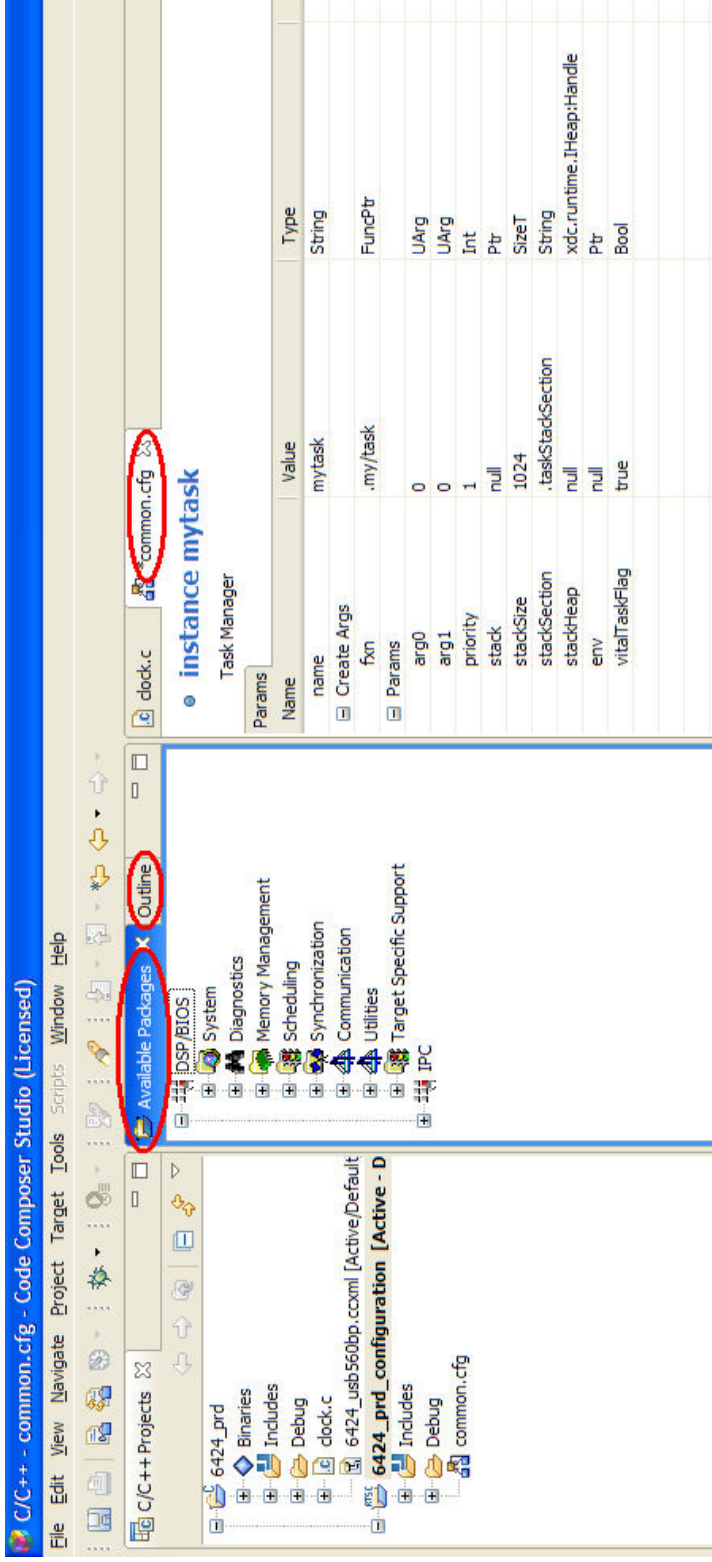 C/C++ - common.cfg - Code Composer Studio (Licensed)
File Edit View Navigate Project Target Tools Scripts Window Help
C/C++ Projects
6424_prd
Binaries
Includes
Debug
clock.c
6424_usb560bp.ccxml [Active/Default
6424_prd_configuration [Active - D
Includes
Debug
common.cfg
Available Packages
Outline
DSP/BIOS
System
Diagnostics
Memory Management
Scheduling
Synchronization
Communication
Utilities
Target Specific Support
IPC
clock.c
*common.cfg
instance mytask
Task Manager
Params
Name Value Type
name mytask String
Create Args
fxn .my/task FuncPtr
Params
arg0 0 UArg
arg1 0 UArg
priority 1 Int
stack null Ptr
stackSize 1024 SizeT
stackSection .taskStackSection String
stackHeap null xdc.runtime.IHeap:Handle
env null Ptr
vitalTaskFlag true Bool